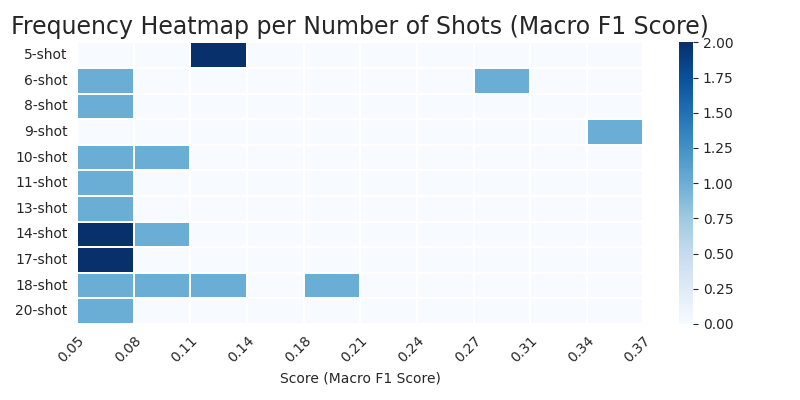 Frequency Heatmap per Number of Shots (Macro F1 Score)
5-shot
6-shot
8-shot
9-shot
10-shot
11-shot
13-shot
14-shot
17-shot
18-shot
20-shot
0.05 0.08 0.11 0.14 0.18 0.21 0.24 0.27 0.31 0.34 0.37
Score (Macro F1 Score)
2.00
1.75
1.50
1.25
1.00
0.75
0.50
0.25
0.00